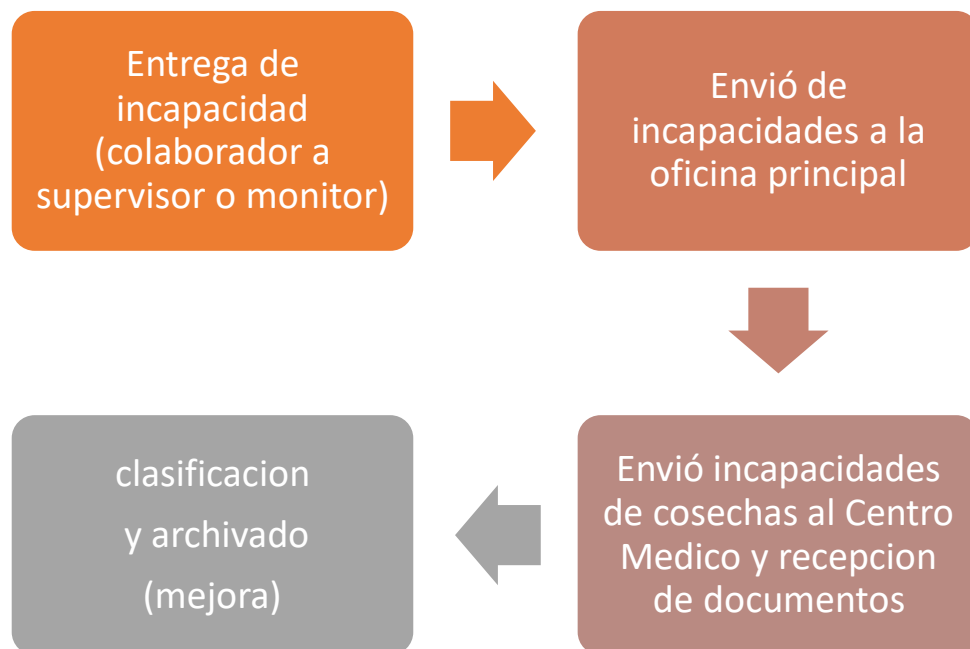 Entrega de
incapacidad
(colaborador a
supervisor o monitor)
Envió de
incapacidades a la
oficina principal
Envió incapacidades
de cosechas al Centro
Medico y recepcion
de documentos
clasificacion
y archivado
(mejora)